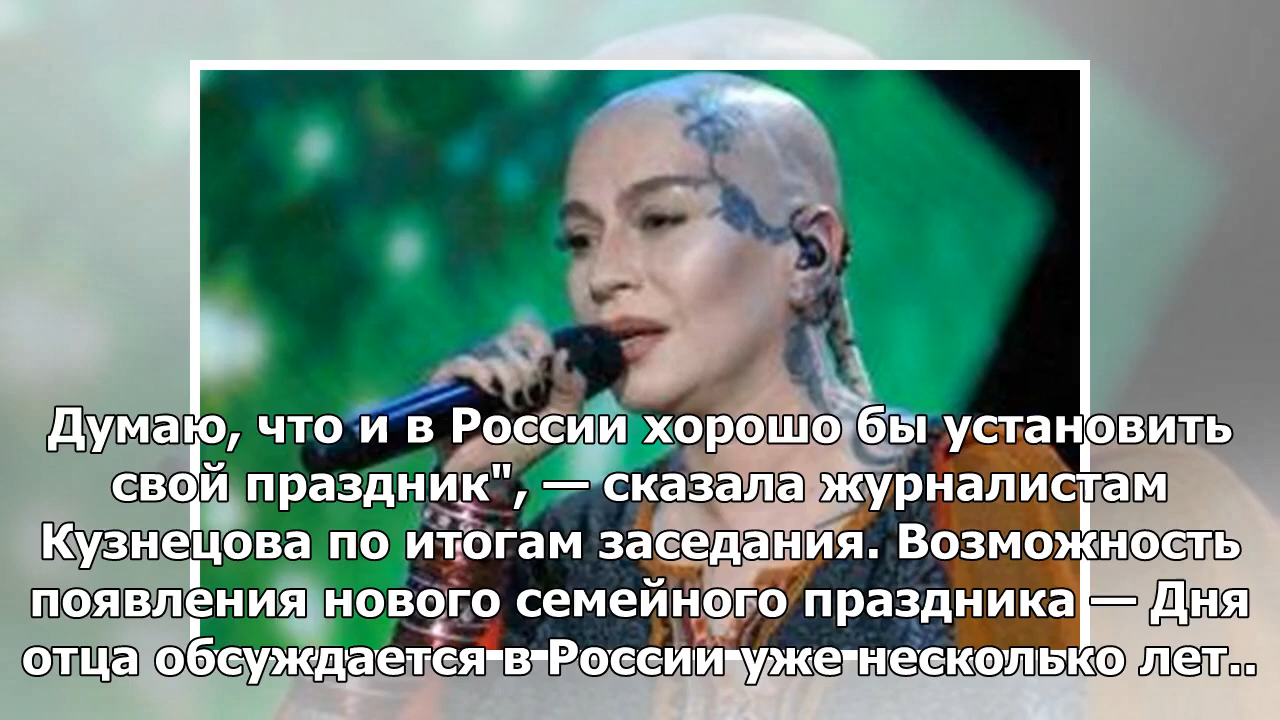 Думаю, что и в России хорошо бы установить
свой праздник", — сказала журналистам
Кузнецова по итогам заседания. Возможность
появления нового семейного праздника — Дня
отца обсуждается в России уже несколько лет..